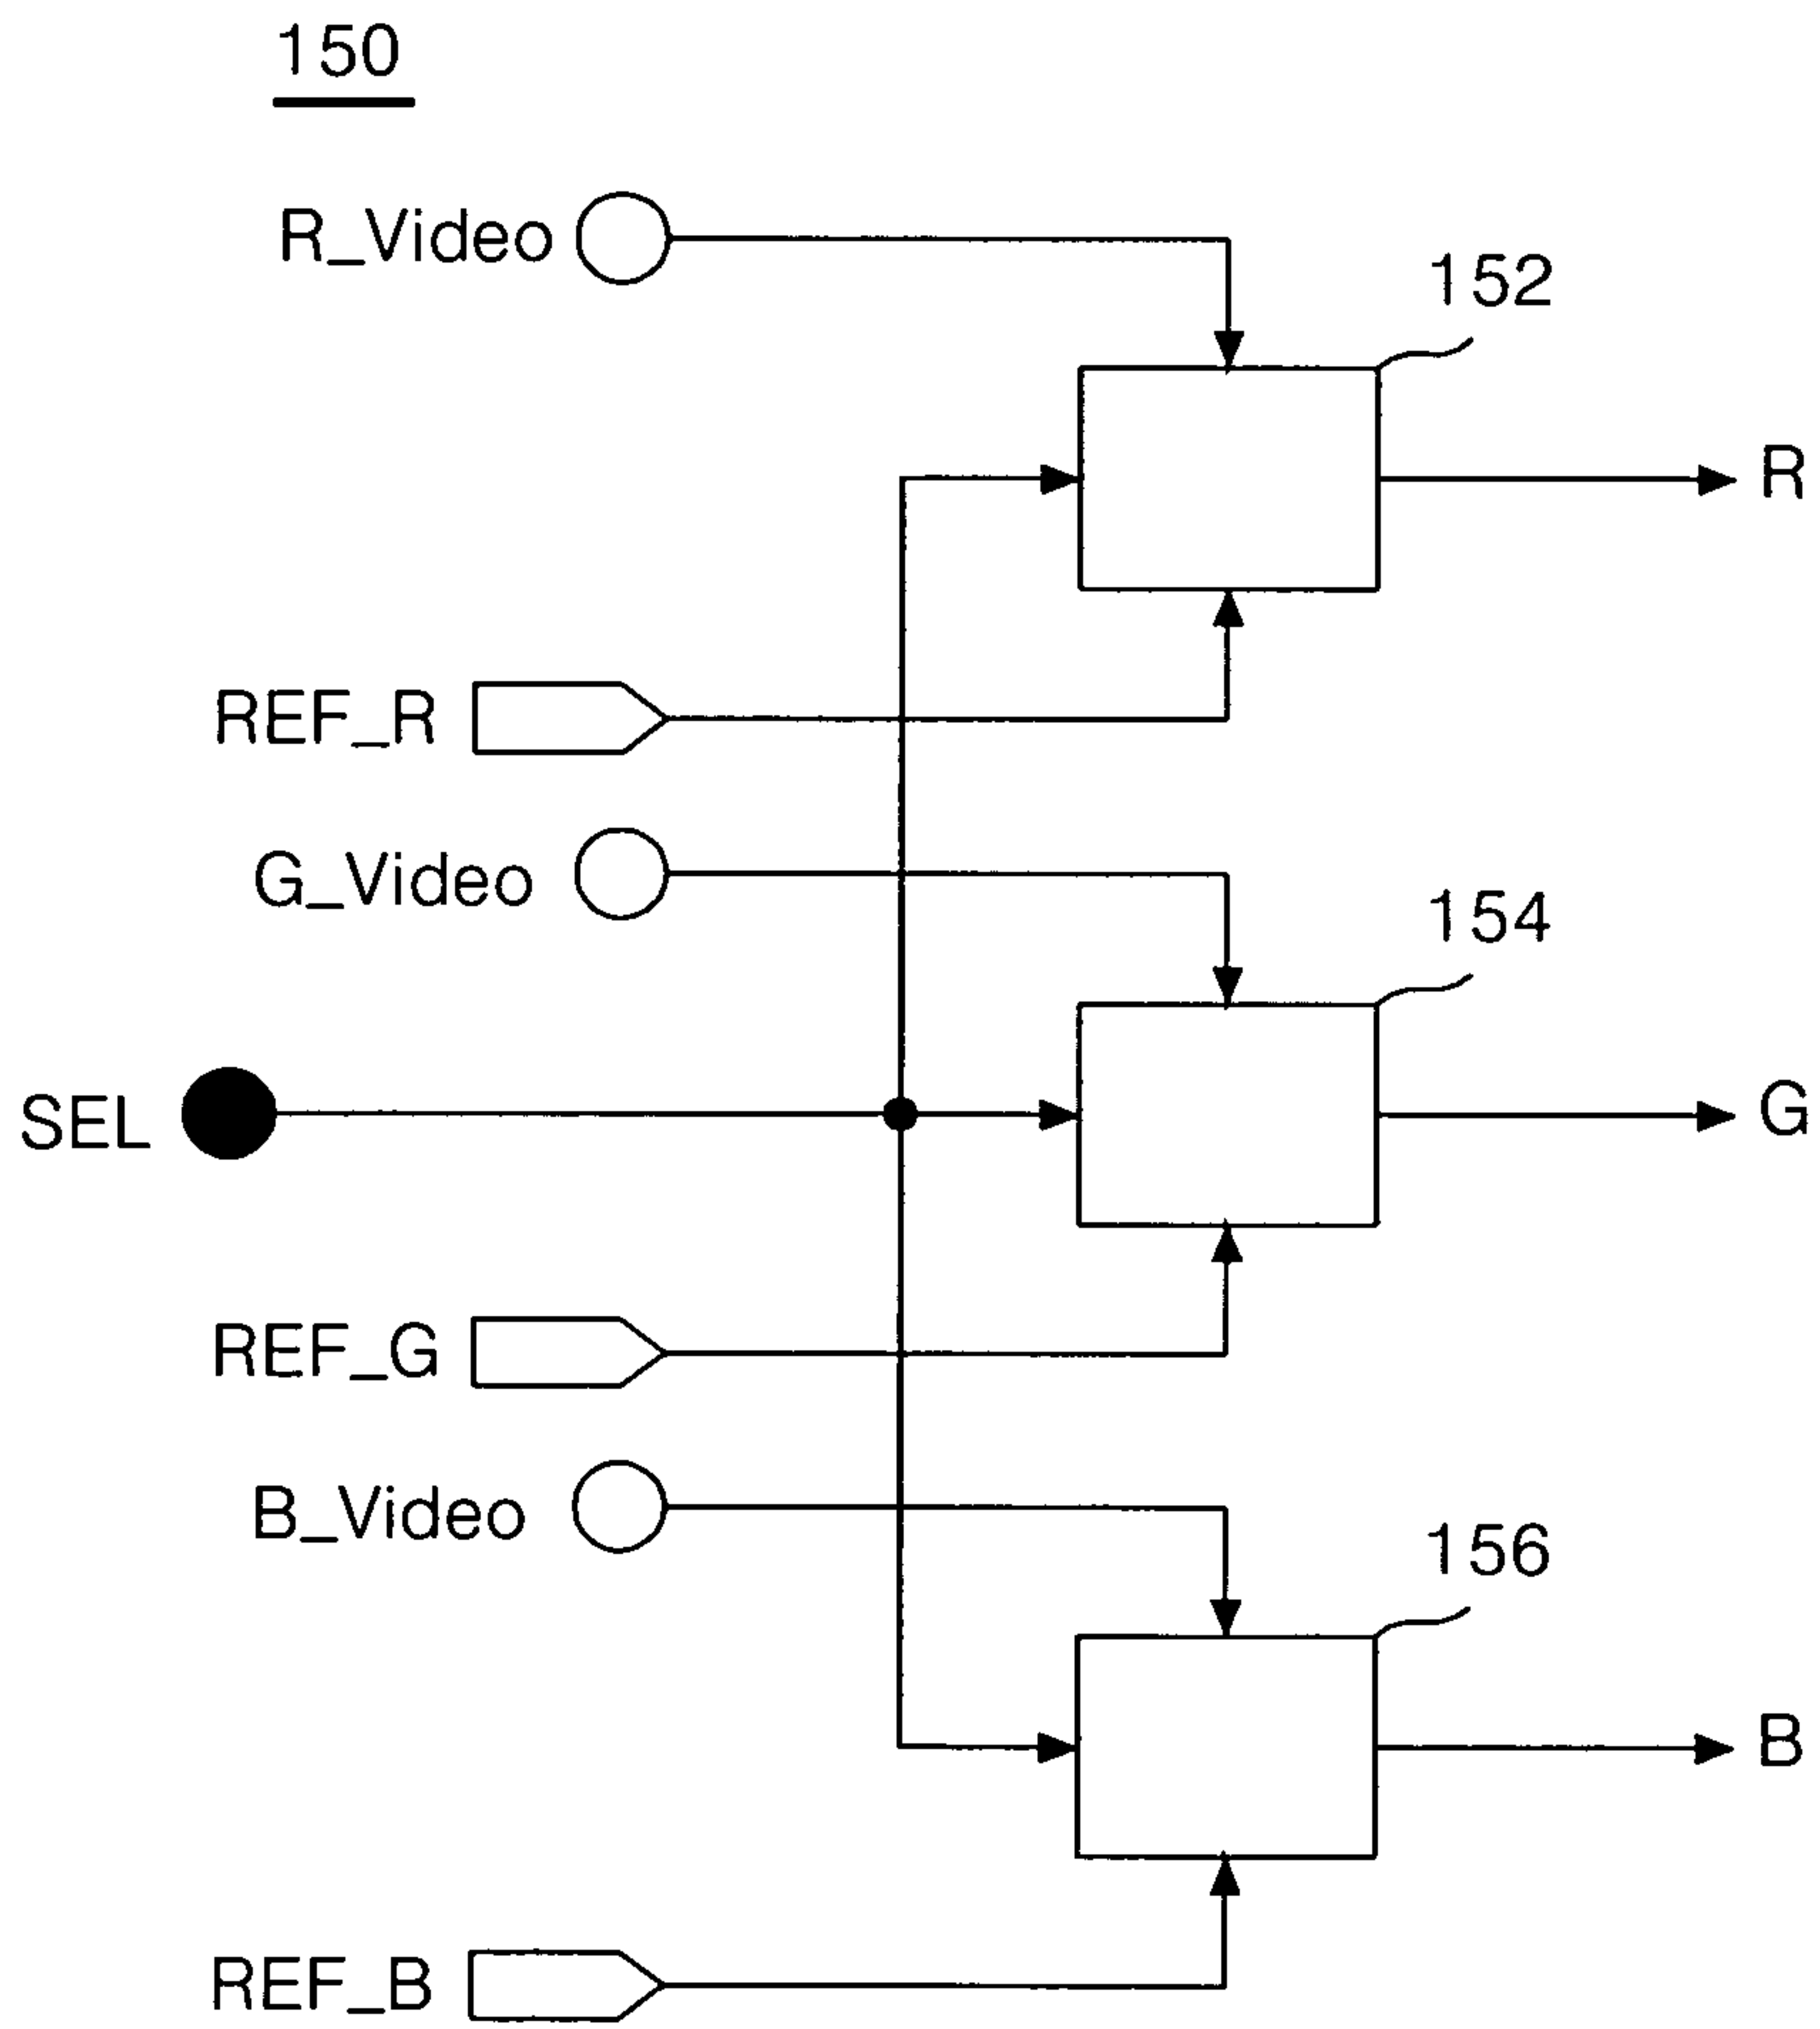 150
R_Video
152
R
REF_R
G_Video
154
SEL
G
REF_G
B_Video
156
B
REF_B